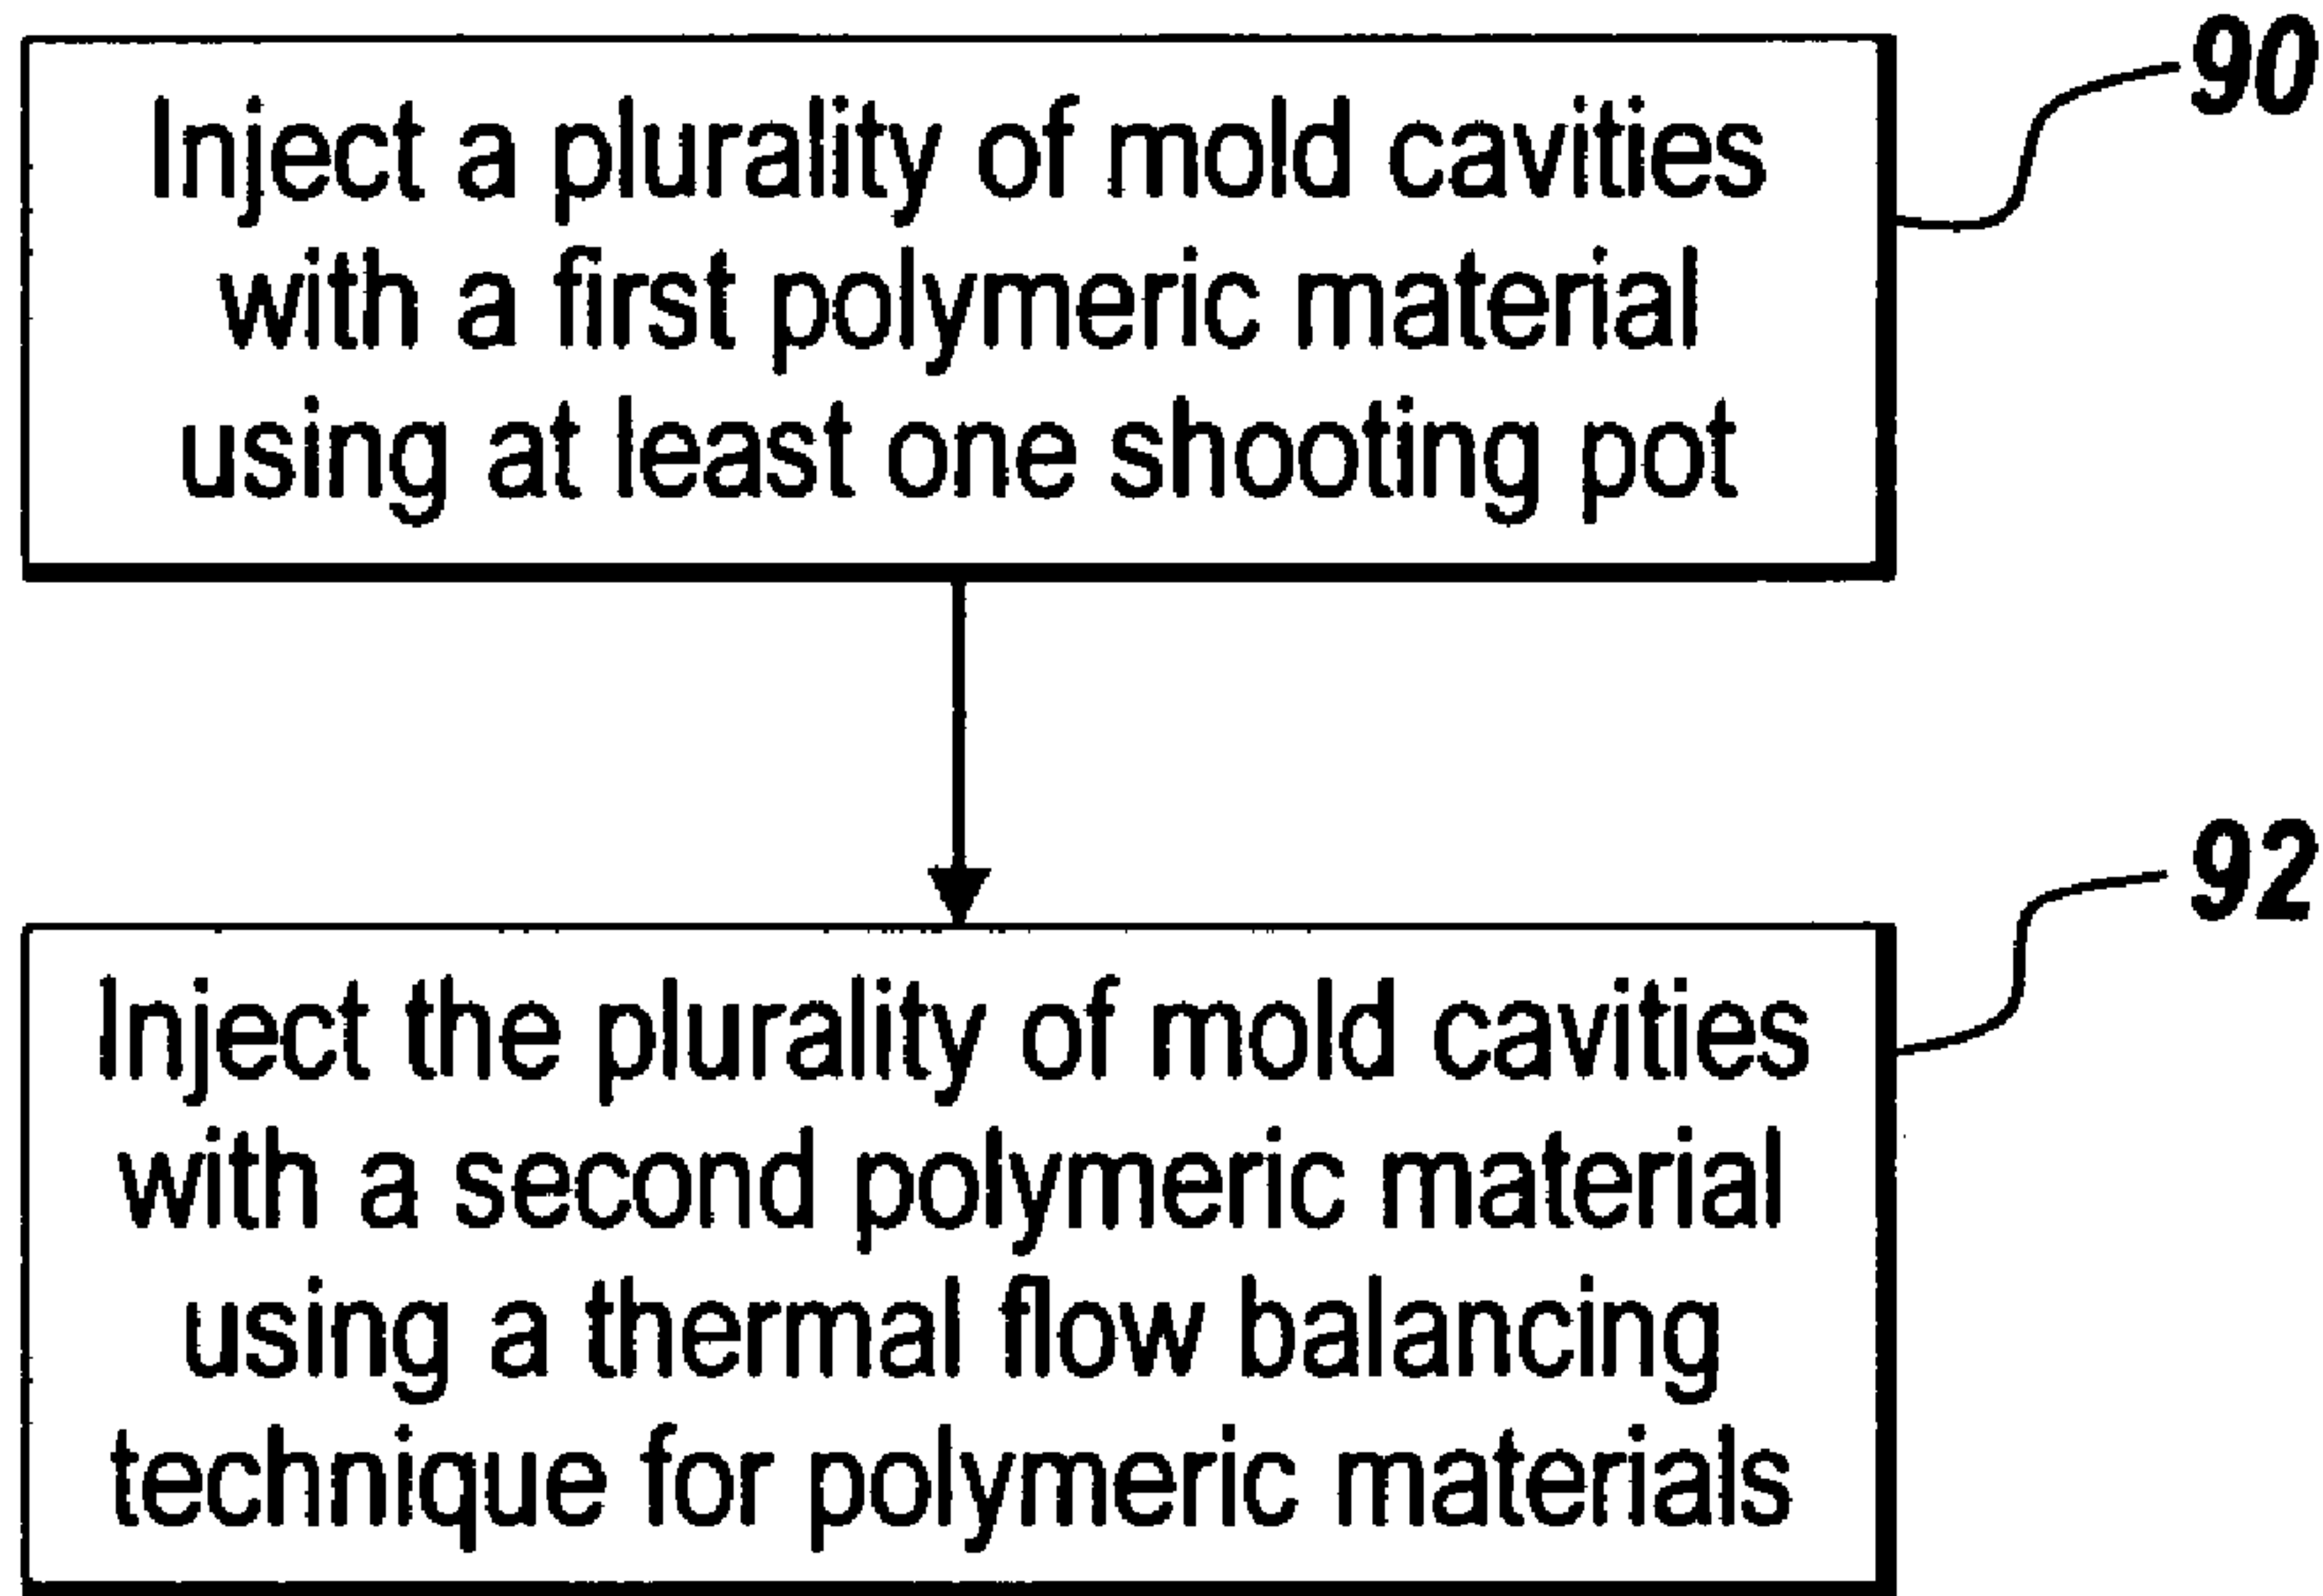 90
Inject a plurality of mold cavities
with a first polymeric material
using at least one shooting pot
92
Inject the plurality of mold cavities
with a second polymeric material
using a thermal flow balancing
technique for polymeric materials